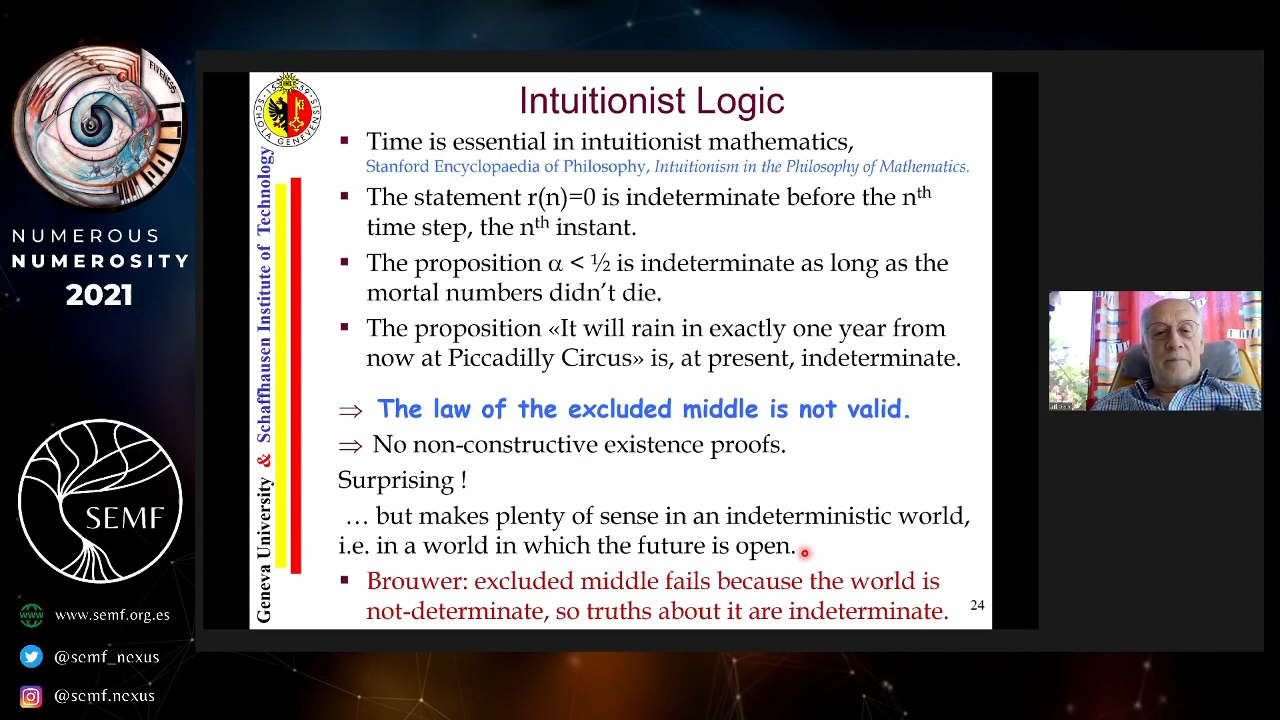 FIVENESS
NUMEROUS
NUMEROSITY
2021
SEMF
www.semf.org.es
@semf_nexus
@semf.nexus
Geneva University & Schaffhausen Institute of Technology
SCHOLA GENEVENSIS
Intuitionist Logic
▪ Time is essential in intuitionist mathematics,
Stanford Encyclopaedia of Philosophy, Intuitionism in the Philosophy of Mathematics.
▪ The statement r(n)=0 is indeterminate before the nth
time step, the nth instant.
▪ The proposition α < ½ is indeterminate as long as the
mortal numbers didn't die.
▪ The proposition «It will rain in exactly one year from
now at Piccadilly Circus» is, at present, indeterminate.
⇒ The law of the excluded middle is not valid.
⇒ No non-constructive existence proofs.
Surprising !
… but makes plenty of sense in an indeterministic world,
i.e. in a world in which the future is open.
▪ Brouwer: excluded middle fails because the world is
not-determinate, so truths about it are indeterminate.
24